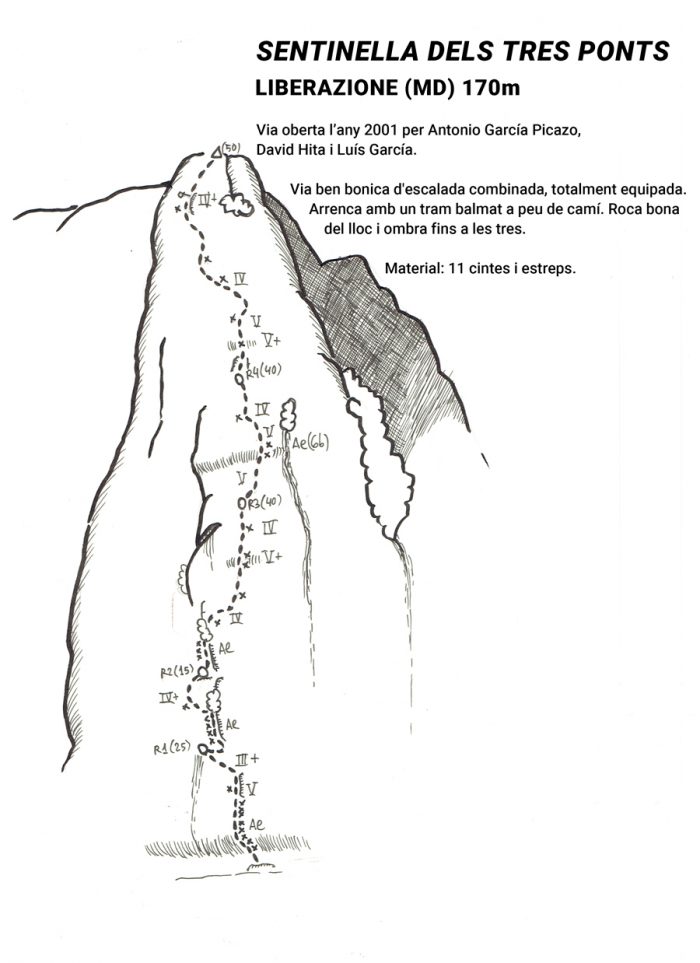 SENTINELLA DELS TRES PONTS
LIBERAZIONE (MD) 170m
Via oberta l'any 2001 per Antonio García Picazo,
David Hita i Luís García.
Via ben bonica d'escalada combinada, totalment equipada.
Arrenca amb un tram balmat a peu de camí. Roca bona
del lloc i ombra fins a les tres.
Material: 11 cintes i estreps.
(50)
IV+
IV
V
V+
R4(40)
IV
V
Ae(6b)
V
R3(40)
IV
V+
IV
Ae
R2(15)
IV+
Ae
R1(25)
III+
V
Ae